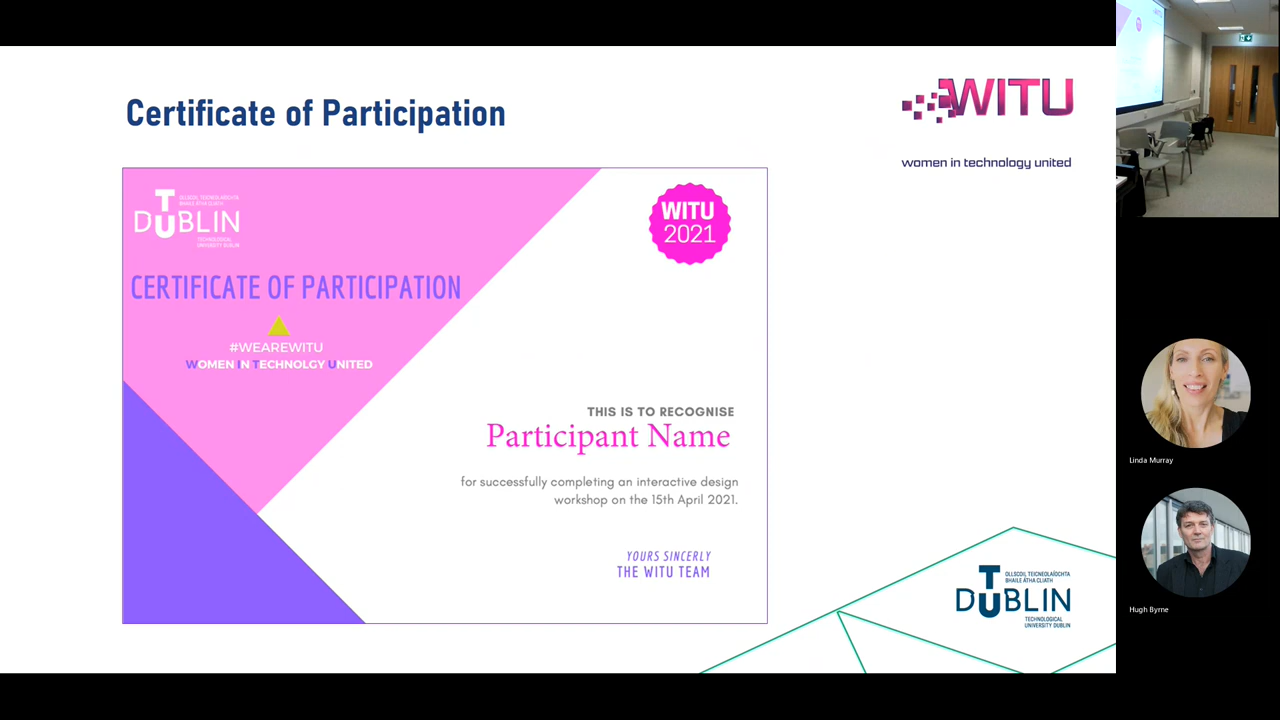 Certificate of Participation
WITU
women in technology united
T
DUBLIN
OLLSCOIL TEICNEOLAÍOCHTA
BHAILE ÁTHA CLIATH
TECHNOLOGICAL
UNIVERSITY DUBLIN
WITU
2021
CERTIFICATE OF PARTICIPATION
#WEAREWITU
WOMEN IN TECHNOLGY UNITED
THIS IS TO RECOGNISE
Participant Name
for successfully completing an interactive design
workshop on the 15th April 2021.
YOURS SINCERLY
THE WITU TEAM
T
DUBLIN
OLLSCOIL TEICNEOLAÍOCHTA
BHAILE ÁTHA CLIATH
TECHNOLOGICAL
UNIVERSITY DUBLIN
Linda Murray
Hugh Byrne